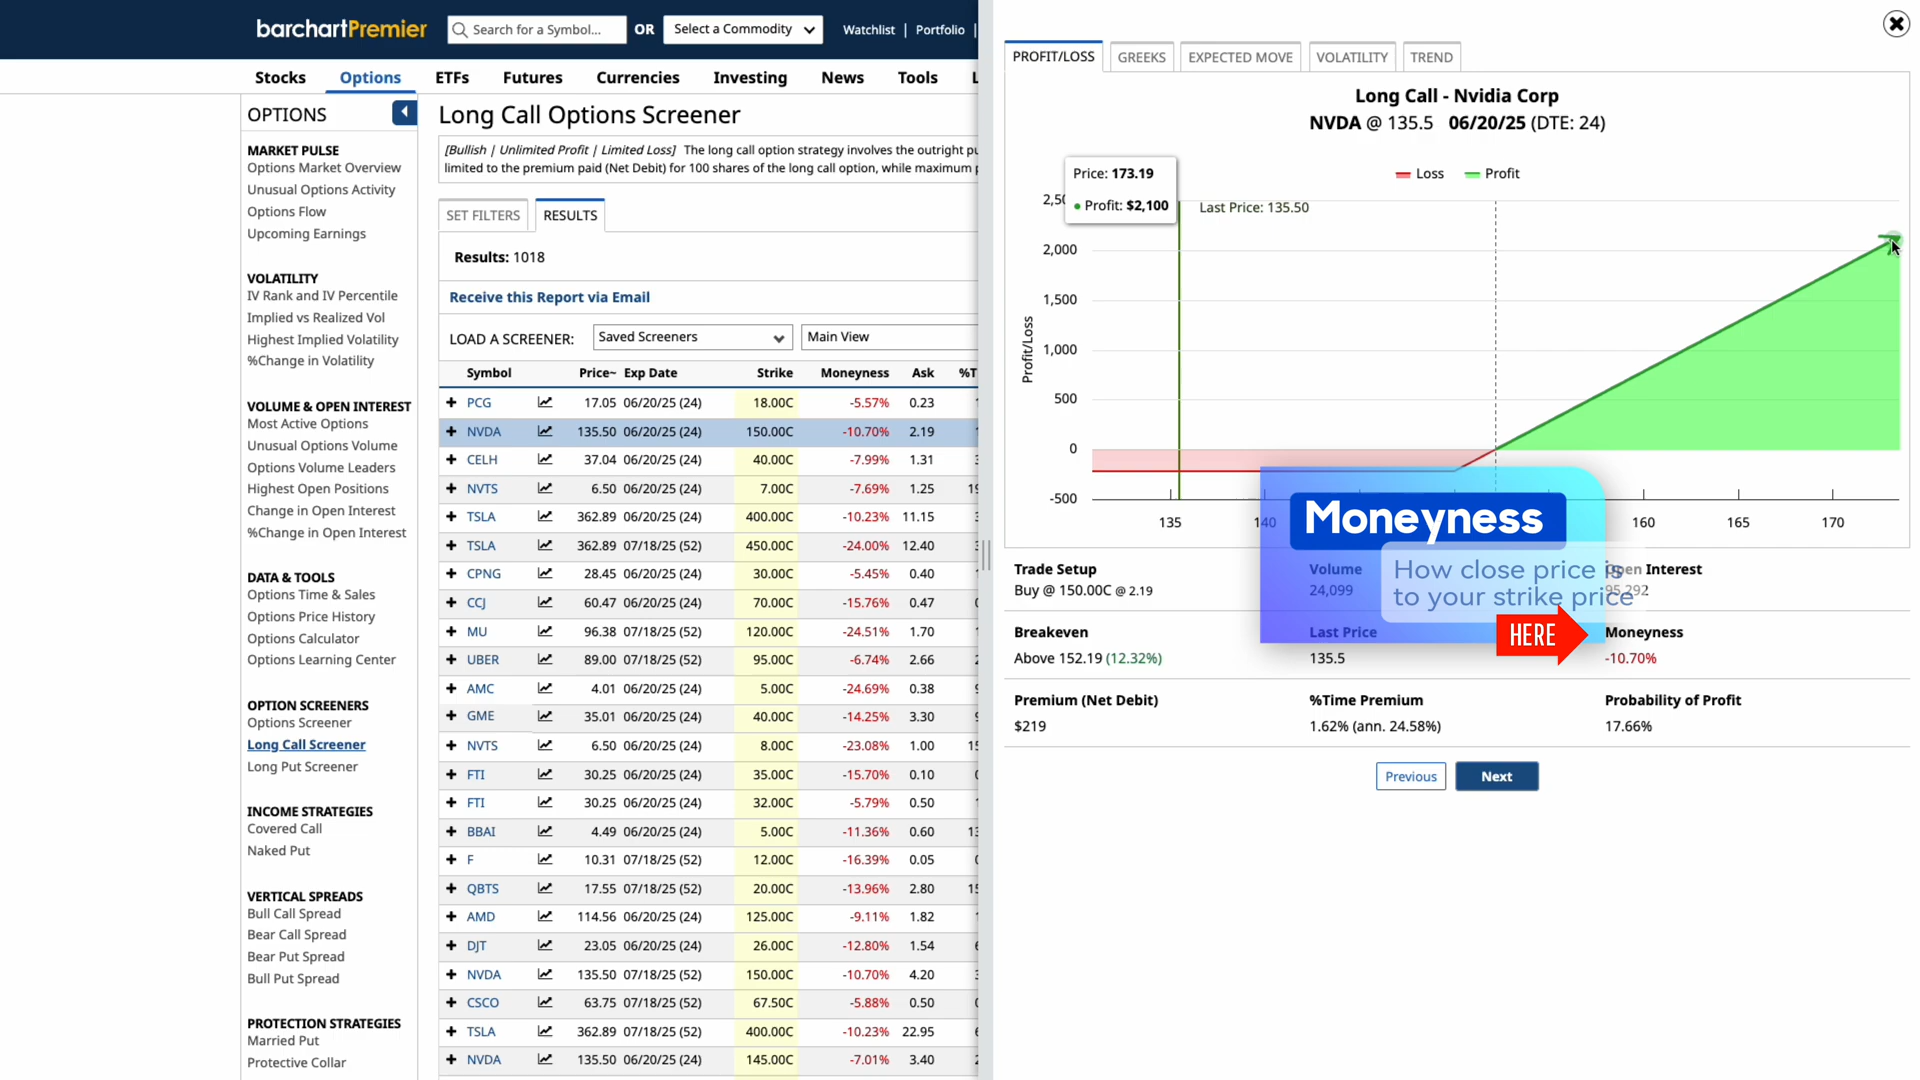 barchartPremier
Search for a Symbol...
OR
Select a Commodity
Watchlist | Portfolio |
Stocks
Options
ETFs
Futures
Currencies
Investing
News
Tools
OPTIONS
MARKET PULSE
Options Market Overview
Unusual Options Activity
Options Flow
Upcoming Earnings
VOLATILITY
IV Rank and IV Percentile
Implied vs Realized Vol
Highest Implied Volatility
%Change in Volatility
VOLUME & OPEN INTEREST
Most Active Options
Unusual Options Volume
Options Volume Leaders
Highest Open Positions
Change in Open Interest
%Change in Open Interest
DATA & TOOLS
Options Time & Sales
Options Price History
Options Calculator
Options Learning Center
OPTION SCREENERS
Options Screener
Long Call Screener
Long Put Screener
INCOME STRATEGIES
Covered Call
Naked Put
VERTICAL SPREADS
Bull Call Spread
Bear Call Spread
Bear Put Spread
Bull Put Spread
PROTECTION STRATEGIES
Married Put
Protective Collar
Long Call Options Screener
[Bullish | Unlimited Profit | Limited Loss] The long call option strategy involves the outright
limited to the premium paid (Net Debit) for 100 shares of the long call option, while maximum
SET FILTERS
RESULTS
Results: 1018
Receive this Report via Email
LOAD A SCREENER:
Saved Screeners
Main View
Symbol Price~ Exp Date Strike Moneyness Ask
PCG 17.05 06/20/25 (24) 18.00C -5.57% 0.23
NVDA 135.50 06/20/25 (24) 150.00C -10.70% 2.19
CELH 37.04 06/20/25 (24) 40.00C -7.99% 1.31
NVTS 6.50 06/20/25 (24) 7.00C -7.69% 1.25
TSLA 362.89 06/20/25 (24) 400.00C -10.23% 11.15
TSLA 362.89 07/18/25 (52) 450.00C -24.00% 12.40
CPNG 28.45 06/20/25 (24) 30.00C -5.45% 0.40
CCJ 60.47 06/20/25 (24) 70.00C -15.76% 0.47
MU 96.38 07/18/25 (52) 120.00C -24.51% 1.70
UBER 89.00 07/18/25 (52) 95.00C -6.74% 2.66
AMC 4.01 06/20/25 (24) 5.00C -24.69% 0.38
GME 35.01 06/20/25 (24) 40.00C -14.25% 3.30
NVTS 6.50 06/20/25 (24) 8.00C -23.08% 1.00
FTI 30.25 06/20/25 (24) 35.00C -15.70% 0.10
FTI 30.25 06/20/25 (24) 32.00C -5.79% 0.50
BBAI 4.49 06/20/25 (24) 5.00C -11.36% 0.60
F 10.31 07/18/25 (52) 12.00C -16.39% 0.05
QBTS 17.55 07/18/25 (52) 20.00C -13.96% 2.80
AMD 114.56 06/20/25 (24) 125.00C -9.11% 1.82
DJT 23.05 06/20/25 (24) 26.00C -12.80% 1.54
NVDA 135.50 07/18/25 (52) 150.00C -10.70% 4.20
CSCO 63.75 07/18/25 (52) 67.50C -5.88% 0.50
TSLA 362.89 07/18/25 (52) 400.00C -10.23% 22.95
NVDA 135.50 06/20/25 (24) 145.00C -7.01% 3.40
PROFIT/LOSS
GREEKS
EXPECTED MOVE
VOLATILITY
TREND
Long Call - Nvidia Corp
NVDA @ 135.5 06/20/25 (DTE: 24)
Loss
Profit
Price: 173.19
Profit: $2,100
Last Price: 135.50
Profit/Loss
2,000
1,500
1,000
500
0
-500
135
140
160
165
170
Moneyness
How close price is
to your strike price
HERE
Trade Setup
Buy @ 150.00C @ 2.19
Volume
24,099
Open Interest
95,292
Breakeven
Above 152.19 (12.32%)
Last Price
135.5
Moneyness
-10.70%
Premium (Net Debit)
$219
%Time Premium
1.62% (ann. 24.58%)
Probability of Profit
17.66%
Previous
Next